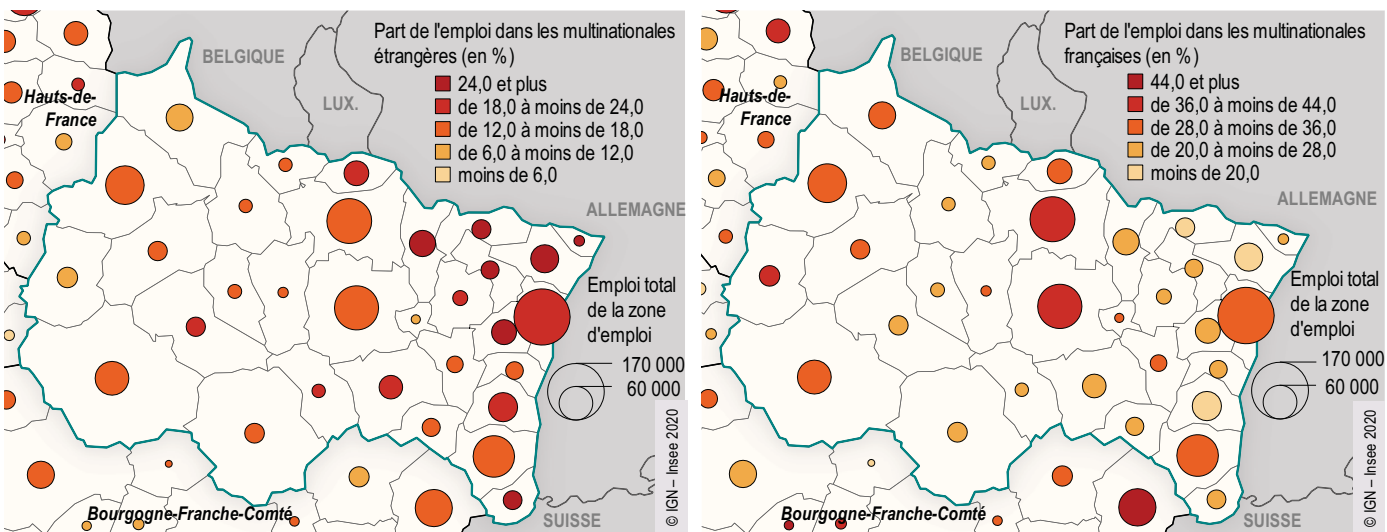 Part de l'emploi dans les multinationales
étrangères (en %)
24,0 et plus
de 18,0 à moins de 24,0
de 12,0 à moins de 18,0
de 6,0 à moins de 12,0
moins de 6,0
BELGIQUE
LUX.
Hauts-de-
France
ALLEMAGNE
Emploi total
de la zone
d'emploi
170 000
60 000
Bourgogne-Franche-Comté
SUISSE
© IGN – Insee 2020
Part de l'emploi dans les multinationales
françaises (en %)
44,0 et plus
de 36,0 à moins de 44,0
de 28,0 à moins de 36,0
de 20,0 à moins de 28,0
moins de 20,0
BELGIQUE
LUX.
Hauts-de-
France
ALLEMAGNE
Emploi total
de la zone
d'emploi
170 000
60 000
Bourgogne-Franche-Comté
SUISSE
© IGN – Insee 2020